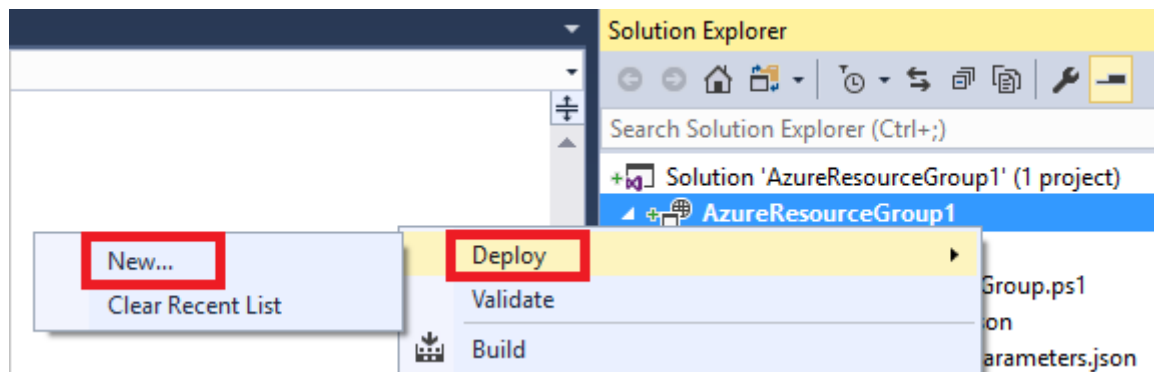 Solution Explorer
Search Solution Explorer (Ctrl+;)
Solution 'AzureResourceGroup1' (1 project)
AzureResourceGroup1
New...
Clear Recent List
Deploy
Validate
Build
Group.ps1
on
arameters.json